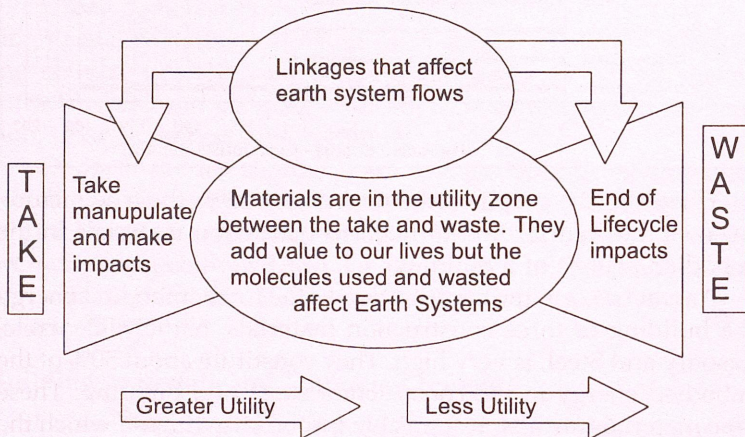 Linkages that affect
earth system flows
TAKE
Take
manupulate
and make
impacts
Materials are in the utility zone
between the take and waste. They
add value to our lives but the
molecules used and wasted
affect Earth Systems
End of
Lifecycle
impacts
WASTE
Greater Utility
Less Utility